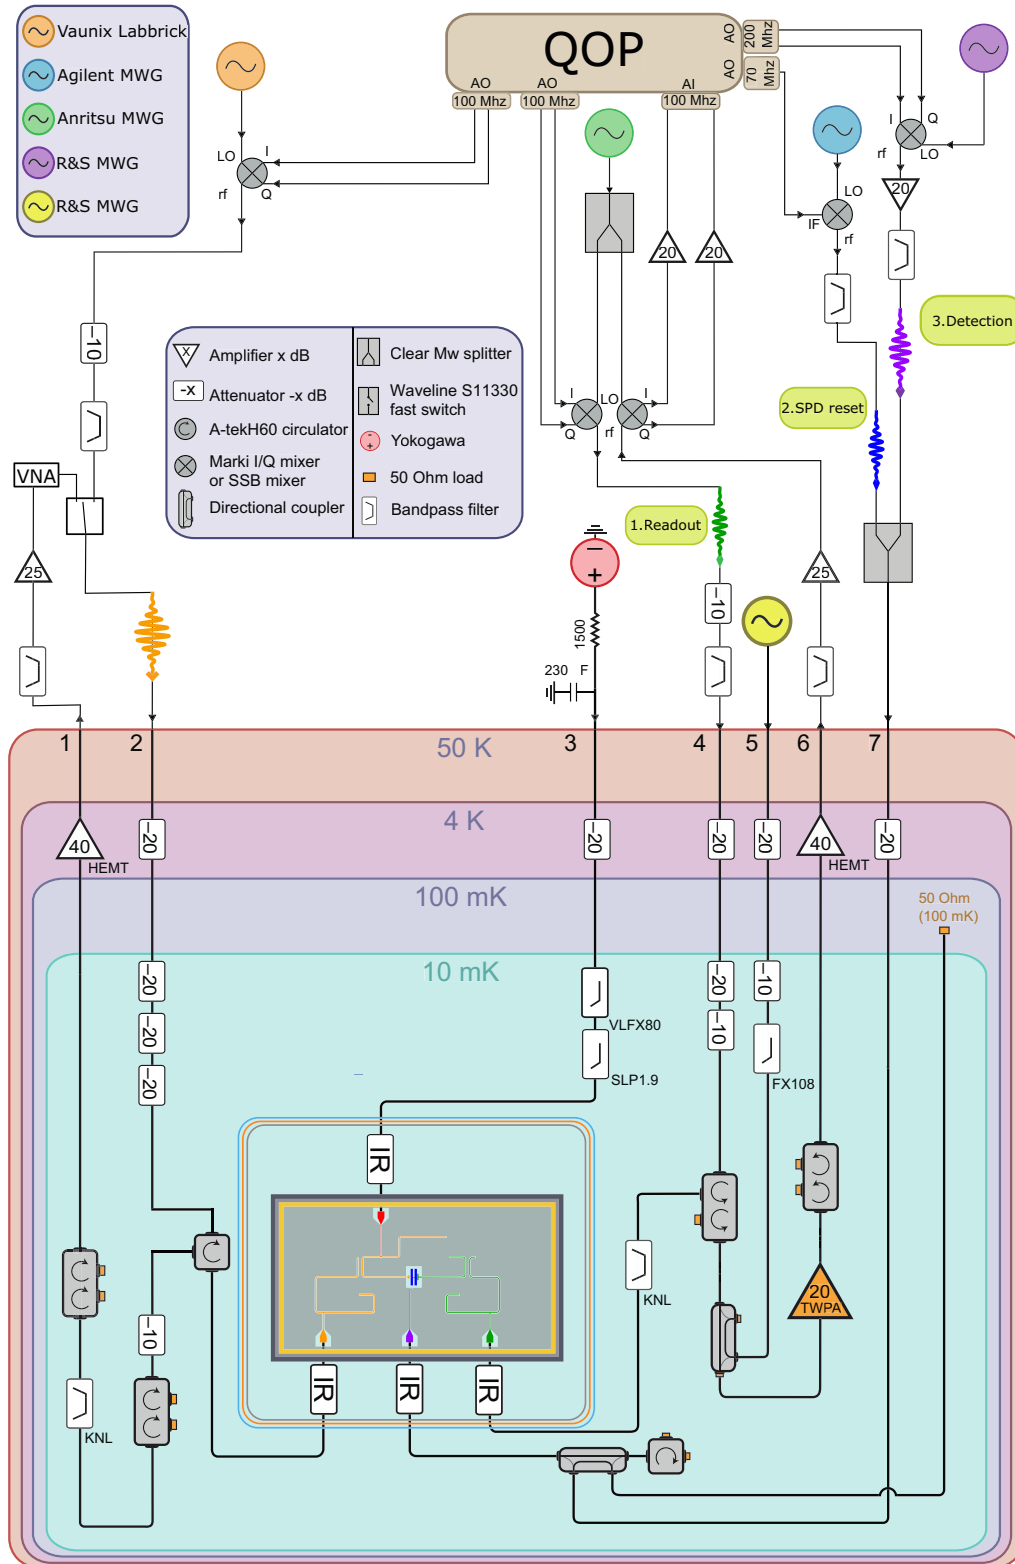 Vaunix Labbrick
Agilent MWG
Anritsu MWG
R&S MWG
R&S MWG
QOP
AO
200
Mhz
AO
70
Mhz
AO
100 Mhz
AO
100 Mhz
AI
100 Mhz
LO
I
rf
Q
I
Q
rf
LO
20
LO
IF
rf
20
20
-10
X
Amplifier x dB
-X
Attenuator -x dB
A-tekH60 circulator
Marki I/Q mixer
or SSB mixer
Directional coupler
Clear Mw splitter
Waveline S11330
fast switch
Yokogawa
50 Ohm load
Bandpass filter
3.Detection
2.SPD reset
I
LO
I
Q
rf
Q
VNA
1.Readout
25
25
-10
1500
230 F
1
2
3
4
5
6
7
50 K
4 K
40
HEMT
-20
-20
-20
-20
40
HEMT
-20
100 mK
50 Ohm
(100 mK)
10 mK
-20
-20
-20
VLFX80
SLP1.9
-20
-10
-10
FX108
IR
KNL
20
TWPA
-10
KNL
IR
IR
IR